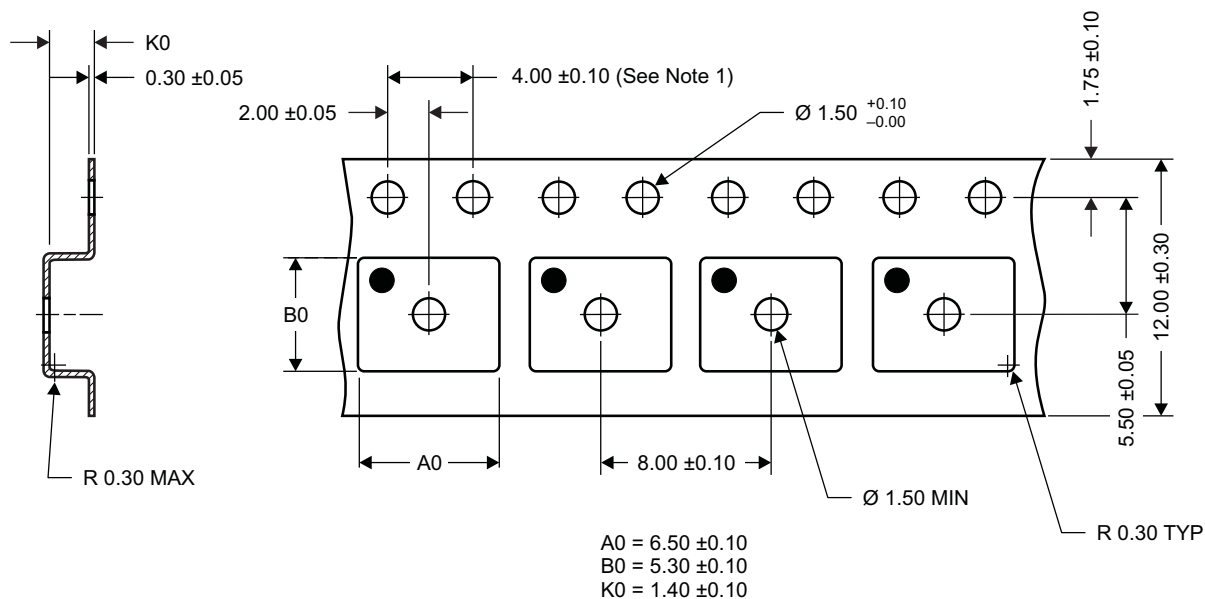 K0
0.30 ±0.05
4.00 ±0.10 (See Note 1)
2.00 ±0.05
Ø 1.50 +0.10 –0.00
1.75 ±0.10
B0
12.00 ±0.30
5.50 ±0.05
R 0.30 MAX
A0
8.00 ±0.10
Ø 1.50 MIN
R 0.30 TYP
A0 = 6.50 ±0.10
B0 = 5.30 ±0.10
K0 = 1.40 ±0.10